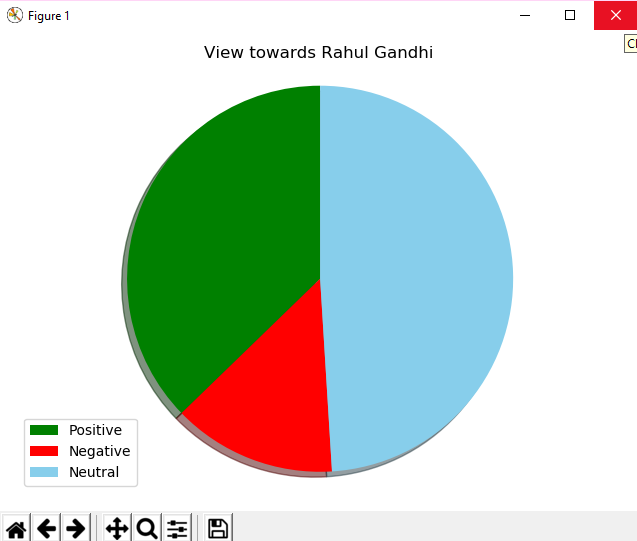 Figure 1
View towards Rahul Gandhi
Positive
Negative
Neutral